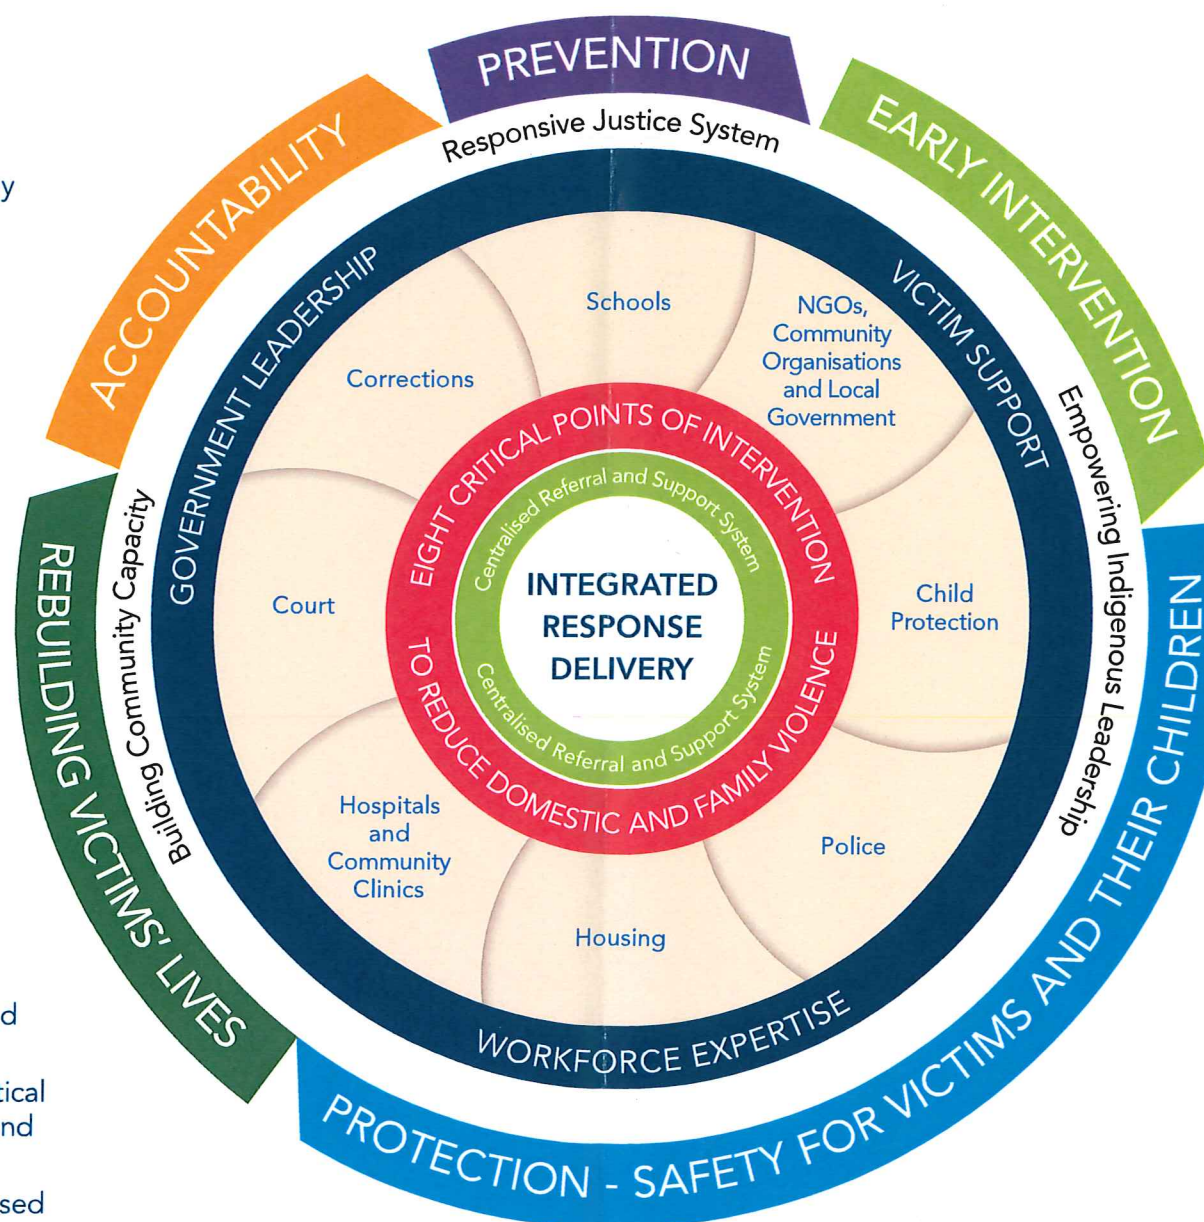 PREVENTION
EARLY INTERVENTION
PROTECTION - SAFETY FOR VICTIMS AND THEIR CHILDREN
REBUILDING VICTIMS' LIVES
ACCOUNTABILITY
Responsive Justice System
Empowering Indigenous Leadership
Building Community Capacity
GOVERNMENT LEADERSHIP
VICTIM SUPPORT
WORKFORCE EXPERTISE
Schools
NGOs,
Community
Organisations
and Local
Government
Child
Protection
Police
Housing
Hospitals
and
Community
Clinics
Court
Corrections
EIGHT CRITICAL POINTS OF INTERVENTION
TO REDUCE DOMESTIC AND FAMILY VIOLENCE
Centralised Referral and Support System
Centralised Referral and Support System
INTEGRATED
RESPONSE
DELIVERY